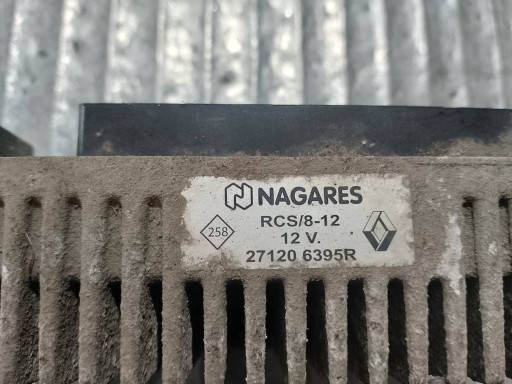 NAGARES
RCS/8-12
258
12 V.
27120 6395R